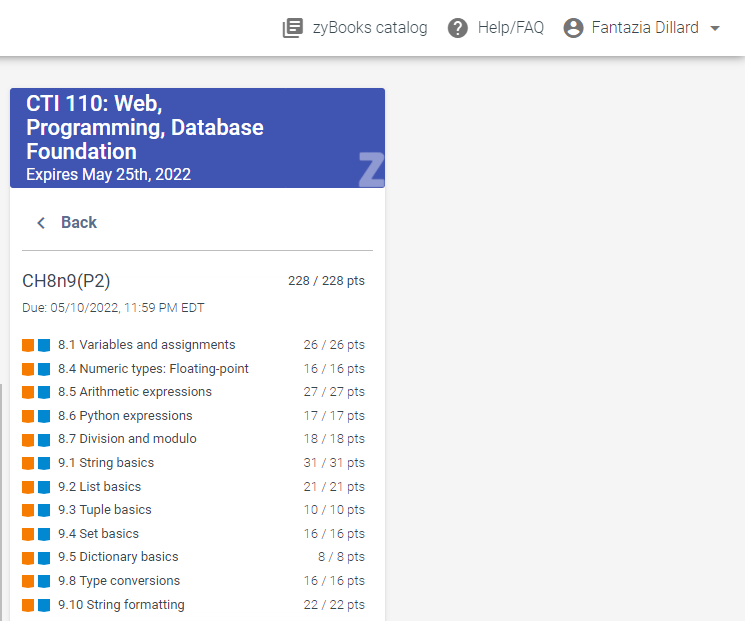 zyBooks catalog Help/FAQ Fantazia Dillard
CTI 110: Web,
Programming, Database
Foundation
Expires May 25th, 2022
Z
Back
CH8n9(P2) 228 / 228 pts
Due: 05/10/2022, 11:59 PM EDT
8.1 Variables and assignments 26 / 26 pts
8.4 Numeric types: Floating-point 16 / 16 pts
8.5 Arithmetic expressions 27 / 27 pts
8.6 Python expressions 17 / 17 pts
8.7 Division and modulo 18 / 18 pts
9.1 String basics 31 / 31 pts
9.2 List basics 21 / 21 pts
9.3 Tuple basics 10 / 10 pts
9.4 Set basics 16 / 16 pts
9.5 Dictionary basics 8 / 8 pts
9.8 Type conversions 16 / 16 pts
9.10 String formatting 22 / 22 pts